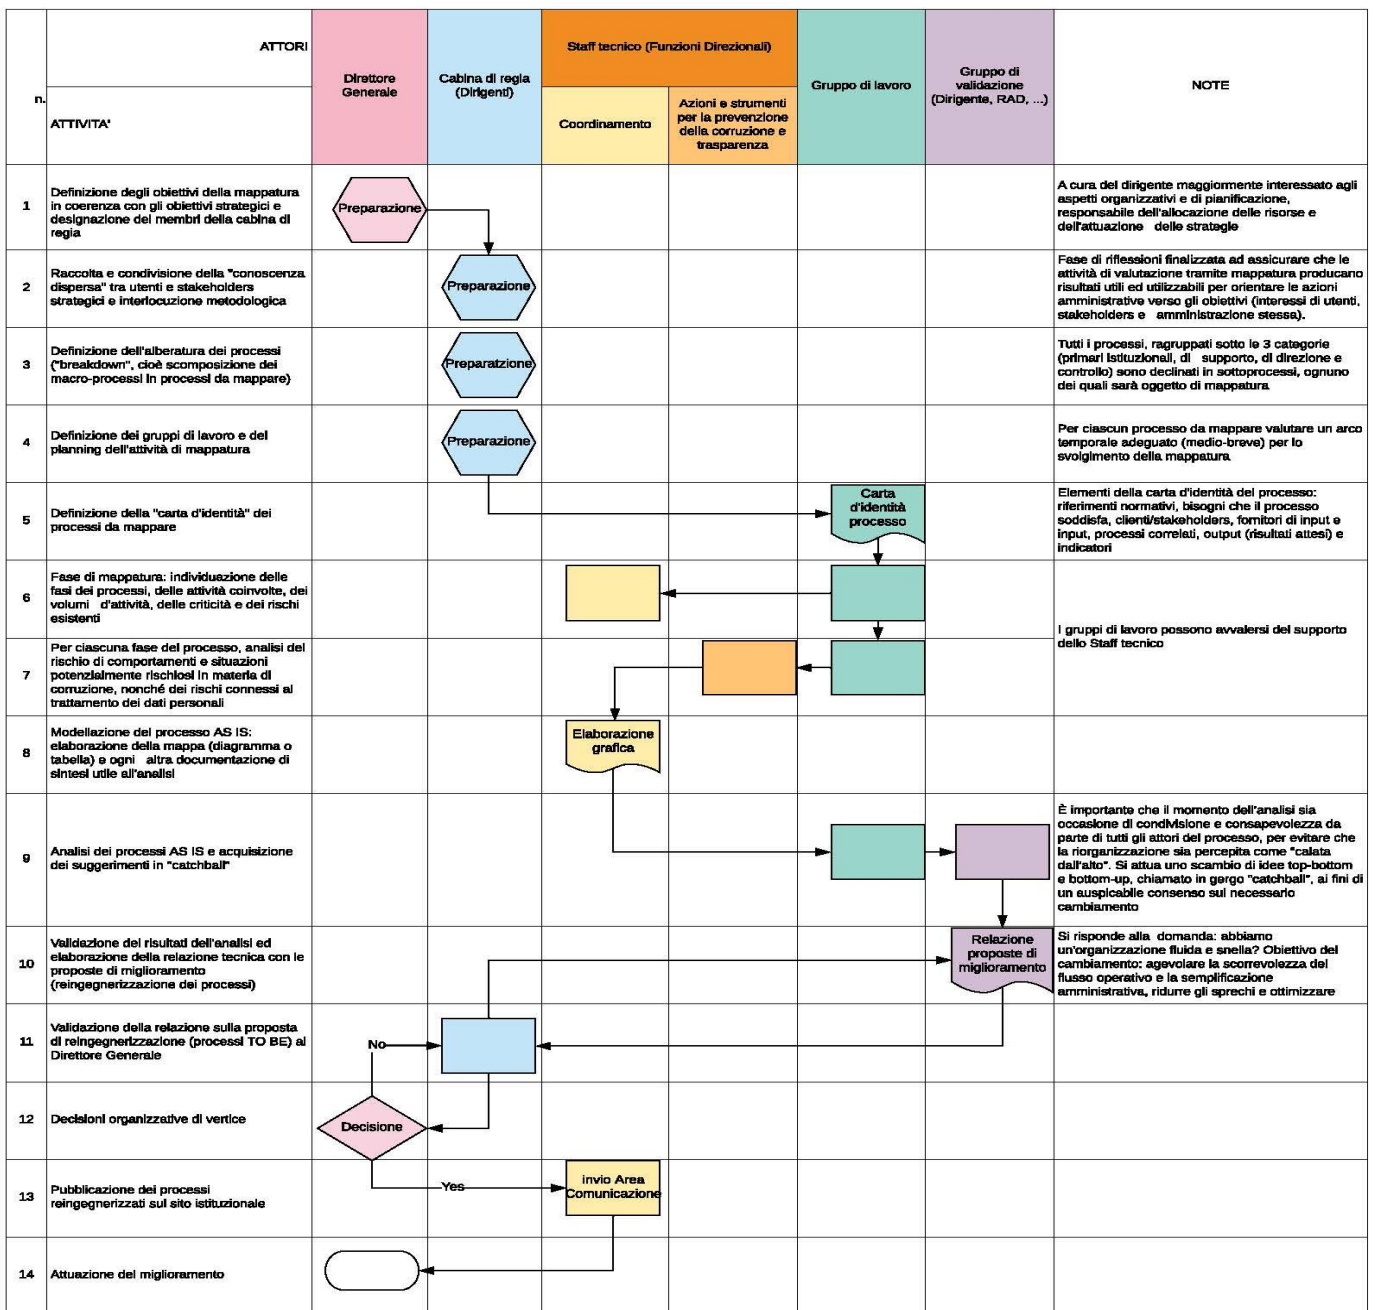 ATTORI
n.
ATTIVITA'
Direttore
Generale
Cabina di regia
(Dirigenti)
Staff tecnico (Funzioni Direzionali)
Coordinamento
Azioni e strumenti
per la prevenzione
della corruzione e
trasparenza
Gruppo di lavoro
Gruppo di
validazione
(Dirigente, RAD, ...)
NOTE
1
Definizione degli obiettivi della mappatura
in coerenza con gli obiettivi strategici e
designazione dei membri della cabina di
regia
Preparazione
A cura del dirigente maggiormente interessato agli
aspetti organizzativi e di pianificazione,
responsabile dell'allocazione delle risorse e
dell'attuazione delle strategie
2
Raccolta e condivisione della "conoscenza
dispersa" tra utenti e stakeholders
strategici e interlocuzione metodologica
Preparazione
Fase di riflessioni finalizzata ad assicurare che le
attività di valutazione tramite mappatura producano
risultati utili ed utilizzabili per orientare le azioni
amministrative verso gli obiettivi (interessi di utenti,
stakeholders e amministrazione stessa).
3
Definizione dell'alberatura dei processi
("breakdown", cioè scomposizione dei
macro-processi in processi da mappare)
Preparatzione
Tutti i processi, ragruppati sotto le 3 categorie
(primari istituzionali, di supporto, di direzione e
controllo) sono declinati in sottoprocessi, ognuno
dei quali sarà oggetto di mappatura
4
Definizione dei gruppi di lavoro e del
planning dell'attività di mappatura
Preparazione
Per ciascun processo da mappare valutare un arco
temporale adeguato (medio-breve) per lo
svolgimento della mappatura
5
Definizione della "carta d'identità" dei
processi da mappare
Carta
d'identità
processo
Elementi della carta d'identità del processo:
riferimenti normativi, bisogni che il processo
soddisfa, clienti/stakeholders, fornitori di input e
input, processi correlati, output (risultati attesi) e
indicatori
6
Fase di mappatura: individuazione delle
fasi dei processi, delle attività coinvolte, dei
volumi d'attività, delle criticità e dei rischi
esistenti
I gruppi di lavoro possono avvalersi del supporto
dello Staff tecnico
7
Per ciascuna fase del processo, analisi del
rischio di comportamenti e situazioni
potenzialmente rischiosi in materia di
corruzione, nonché dei rischi connessi al
trattamento dei dati personali
8
Modellazione del processo AS IS:
elaborazione della mappa (diagramma o
tabella) e ogni altra documentazione di
sintesi utile all'analisi
Elaborazione
grafica
9
Analisi dei processi AS IS e acquisizione
dei suggerimenti in "catchball"
È importante che il momento dell'analisi sia
occasione di condivisione e consapevolezza da
parte di tutti gli attori del processo, per evitare che
la riorganizzazione sia percepita come "calata
dall'alto". Si attua uno scambio di idee top-bottom
e bottom-up, chiamato in gergo "catchball", ai fini di
un auspicabile consenso sul necessario
cambiamento
10
Validazione dei risultati dell'analisi ed
elaborazione della relazione tecnica con le
proposte di miglioramento
(reingegnerizzazione dei processi)
Relazione
proposte di
miglioramento
Si risponde alla domanda: abbiamo
un'organizzazione fluida e snella? Obiettivo del
cambiamento: agevolare la scorrevolezza del
flusso operativo e la semplificazione
amministrativa, ridurre gli sprechi e ottimizzare
11
Validazione della relazione sulla proposta
di reingegnerizzazione (processi TO BE) al
Direttore Generale
No
12
Decisioni organizzative di vertice
Decisione
13
Pubblicazione dei processi
reingegnerizzati sul sito istituzionale
Yes
invio Area
Comunicazione
14
Attuazione del miglioramento